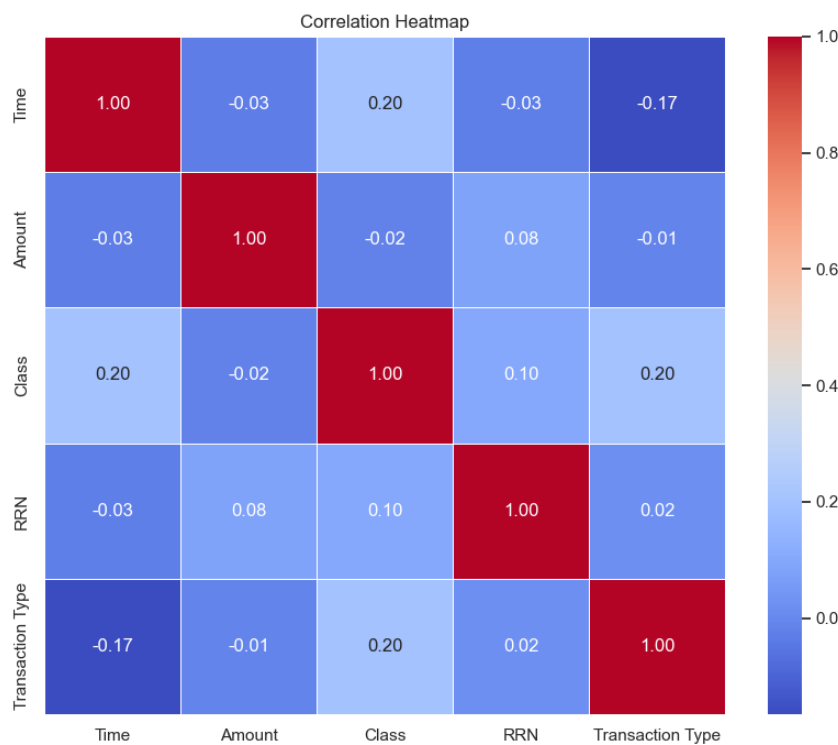 Correlation Heatmap
Time 1.00 -0.03 0.20 -0.03 -0.17
Amount -0.03 1.00 -0.02 0.08 -0.01
Class 0.20 -0.02 1.00 0.10 0.20
RRN -0.03 0.08 0.10 1.00 0.02
Transaction Type -0.17 -0.01 0.20 0.02 1.00
Time Amount Class RRN Transaction Type
1.0
0.8
0.6
0.4
0.2
0.0